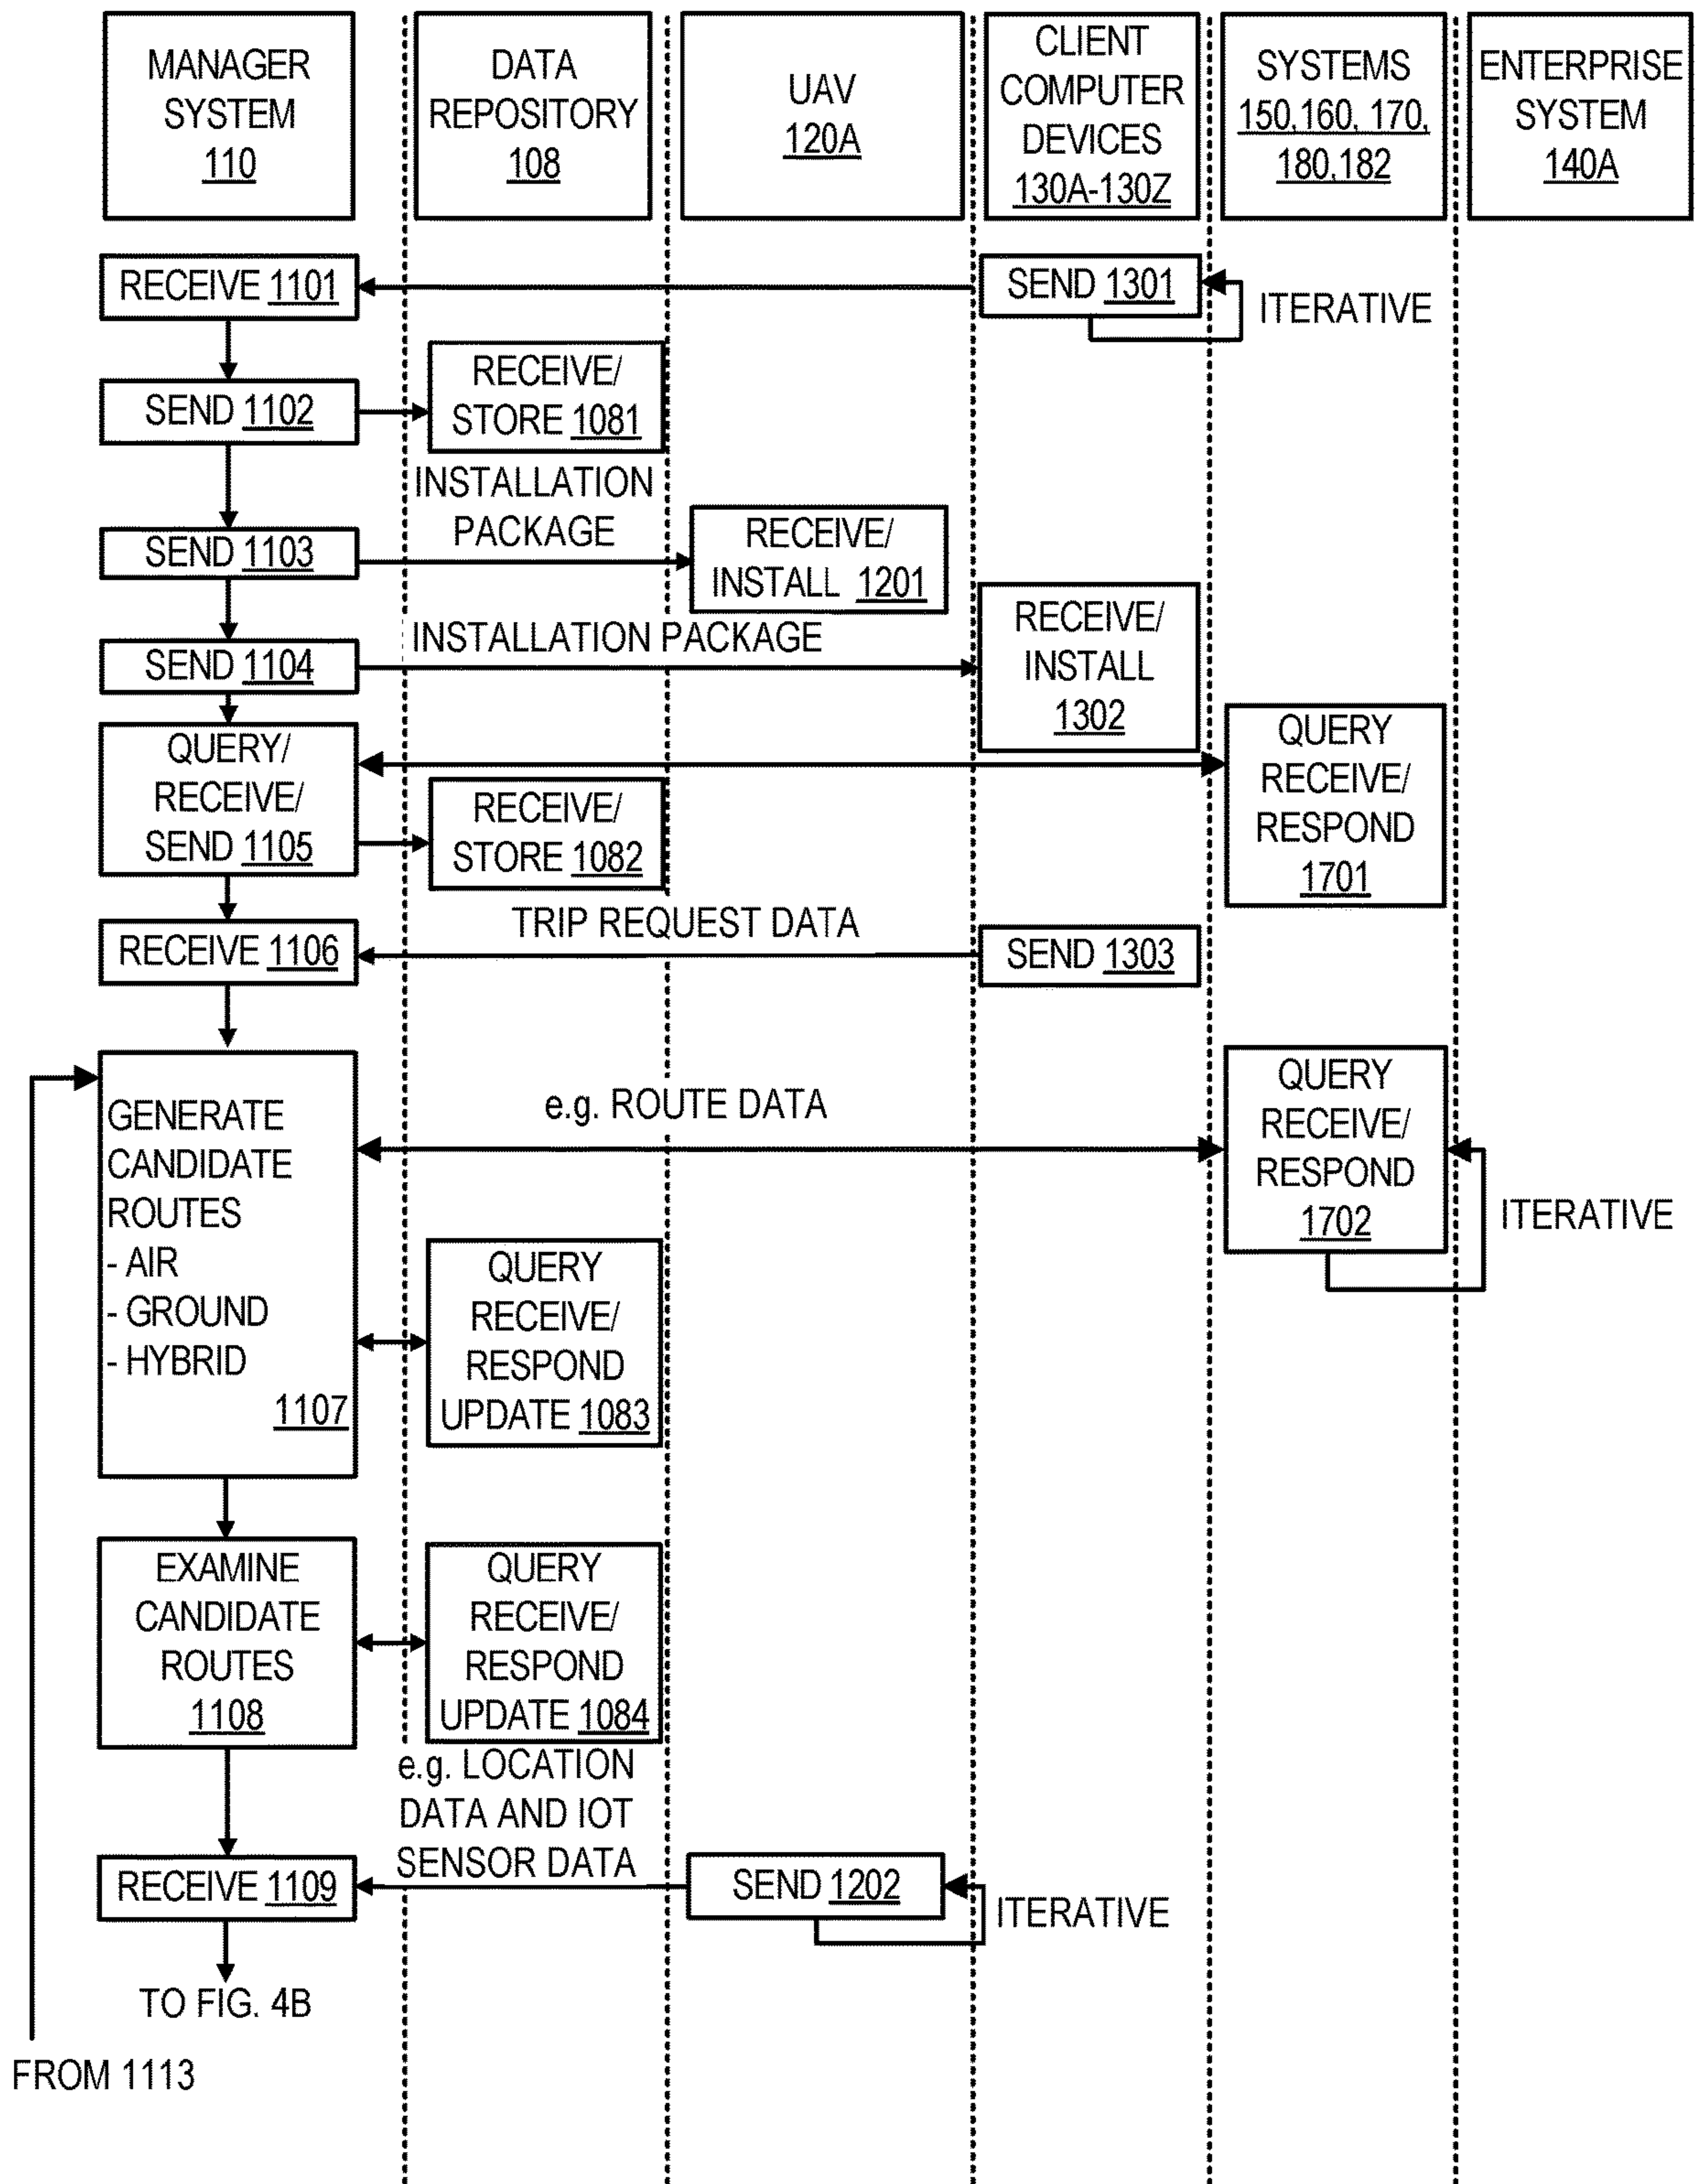 MANAGER
SYSTEM
110
DATA
REPOSITORY
108
UAV
120A
CLIENT
COMPUTER
DEVICES
130A-130Z
SYSTEMS
150,160, 170,
180,182
ENTERPRISE
SYSTEM
140A
RECEIVE 1101
SEND 1301
ITERATIVE
SEND 1102
RECEIVE/
STORE 1081
INSTALLATION
PACKAGE
SEND 1103
RECEIVE/
INSTALL 1201
INSTALLATION PACKAGE
SEND 1104
RECEIVE/
INSTALL
1302
QUERY/
RECEIVE/
SEND 1105
QUERY
RECEIVE/
RESPOND
1701
RECEIVE/
STORE 1082
TRIP REQUEST DATA
RECEIVE 1106
SEND 1303
GENERATE
CANDIDATE
ROUTES
- AIR
- GROUND
- HYBRID
1107
e.g. ROUTE DATA
QUERY
RECEIVE/
RESPOND
1702
ITERATIVE
QUERY
RECEIVE/
RESPOND
UPDATE 1083
EXAMINE
CANDIDATE
ROUTES
1108
QUERY
RECEIVE/
RESPOND
UPDATE 1084
e.g. LOCATION
DATA AND IOT
SENSOR DATA
RECEIVE 1109
SEND 1202
ITERATIVE
TO FIG. 4B
FROM 1113